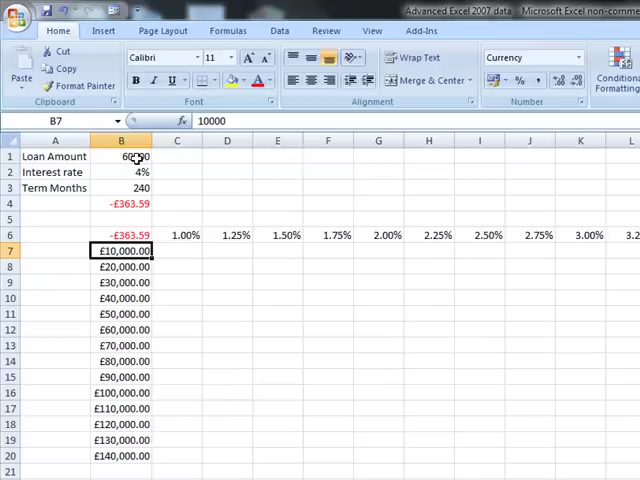 Advanced Excel 2007 data - Microsoft Excel non-comme
Home Insert Page Layout Formulas Data Review View Add-Ins
Paste Cut Copy Format Painter Clipboard
Calibri 11 A A B I U A Font
Wrap Text Merge & Center Alignment
Currency % , .0 .00 .00 .0 Number
Conditional Formatting
B7 fx 10000
A B C D E F G H I J K L
1 Loan Amount
2 Interest rate 4%
3 Term Months 240
4 -£363.59
5
6 -£363.59 1.00% 1.25% 1.50% 1.75% 2.00% 2.25% 2.50% 2.75% 3.00% 3.2
7 £10,000.00
8 £20,000.00
9 £30,000.00
10 £40,000.00
11 £50,000.00
12 £60,000.00
13 £70,000.00
14 £80,000.00
15 £90,000.00
16 £100,000.00
17 £110,000.00
18 £120,000.00
19 £130,000.00
20 £140,000.00
21